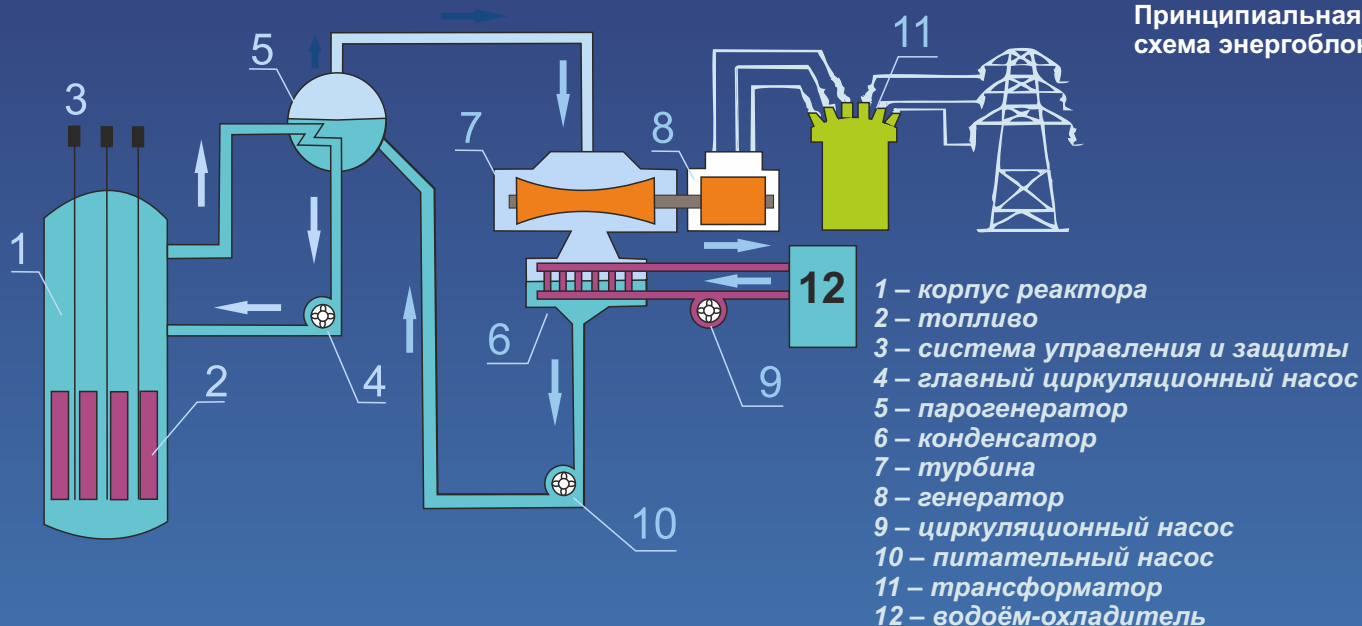 Принципиальная
схема энергоблок
11
5
3
7
8
1
12
6
2
4
9
10
1 – корпус реактора
2 – топливо
3 – система управления и защиты
4 – главный циркуляционный насос
5 – парогенератор
6 – конденсатор
7 – турбина
8 – генератор
9 – циркуляционный насос
10 – питательный насос
11 – трансформатор
12 – водоём-охладитель